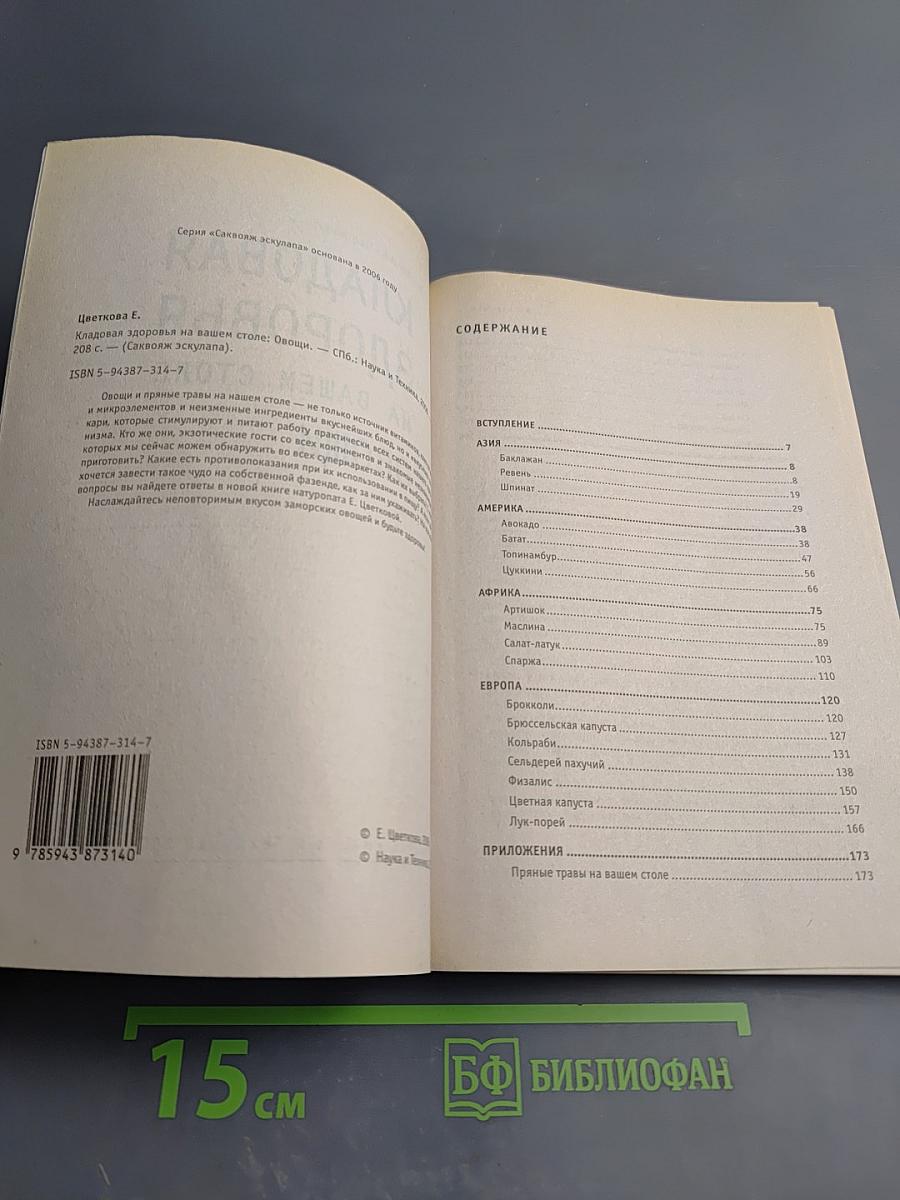 Серия «Саквояж эскулапа» основана в 2006 году
Цветкова Е.
Кладовая здоровья на вашем столе: Овощи. — СПб.: Наука и Техника,
208 с. — (Саквояж эскулапа).
ISBN 5-94387-314-7
Овощи и пряные травы на нашем столе — не только источник витаминов,
и микроэлементов и неизменные ингредиенты вкуснейших блюд, но и
кари, которые стимулируют и питают работу практически всех систем
низма. Кто же они, экзотические гости со всех континентов и знакомые
которых мы сейчас можем обнаружить во всех супермаркетах? Как их
приготовить? Какие есть противопоказания при их использовании в пищу?
хочется завести такое чудо на собственной фазенде, как за ним ухаживать?
вопросы вы найдете ответы в новой книге натуропата Е. Цветковой.
Наслаждайтесь неповторимым вкусом заморских овощей и будьте здоровы!
ISBN 5-94387-314-7
9 785943 873140
© Е. Цветкова,
© Наука и Техника,
СОДЕРЖАНИЕ
ВСТУПЛЕНИЕ ... 7
АЗИЯ ... 8
Баклажан ... 8
Ревень ... 19
Шпинат ... 29
АМЕРИКА ... 38
Авокадо ... 38
Батат ... 47
Топинамбур ... 56
Цуккини ... 66
АФРИКА ... 75
Артишок ... 75
Маслина ... 89
Салат-латук ... 103
Спаржа ... 110
ЕВРОПА ... 120
Брокколи ... 120
Брюссельская капуста ... 127
Кольраби ... 131
Сельдерей пахучий ... 138
Физалис ... 150
Цветная капуста ... 157
Лук-порей ... 166
ПРИЛОЖЕНИЯ ... 173
Пряные травы на вашем столе ... 173
15 см
БФ БИБЛИОФАН